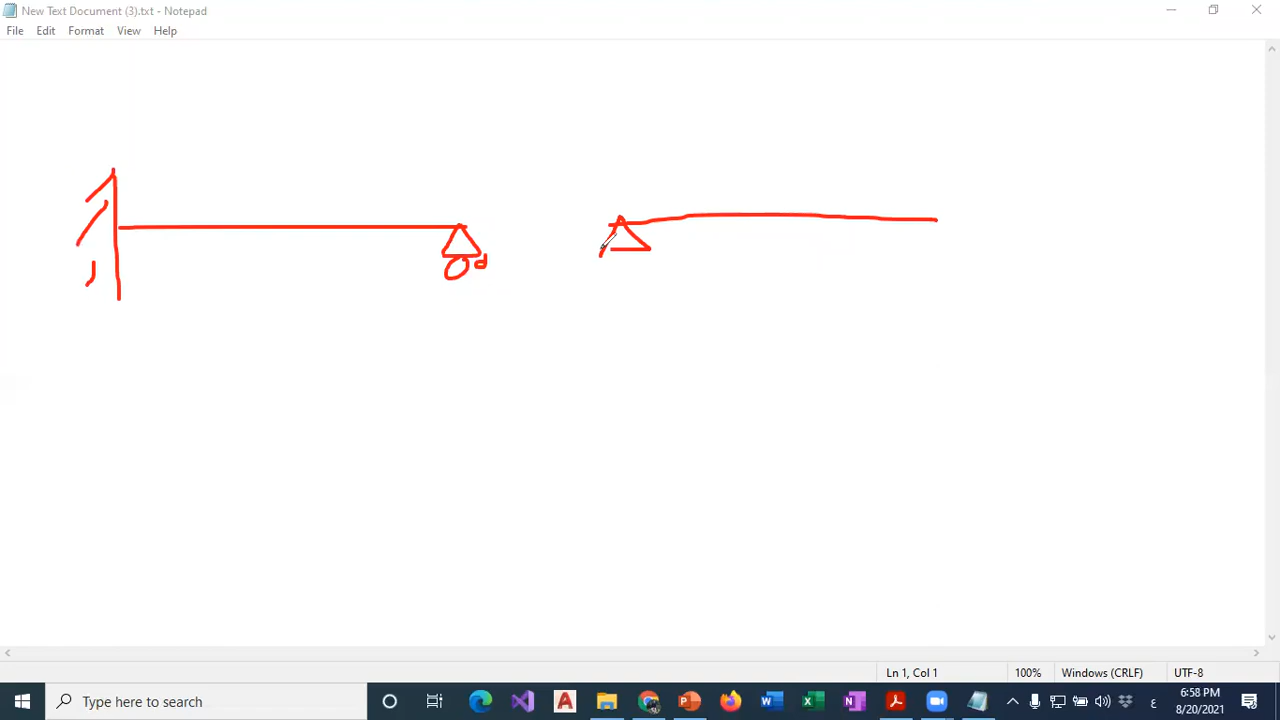 New Text Document (3).txt - Notepad
File Edit Format View Help
Ln 1, Col 1 100% Windows (CRLF) UTF-8
Type here to search
ع
6:58 PM
8/20/2021